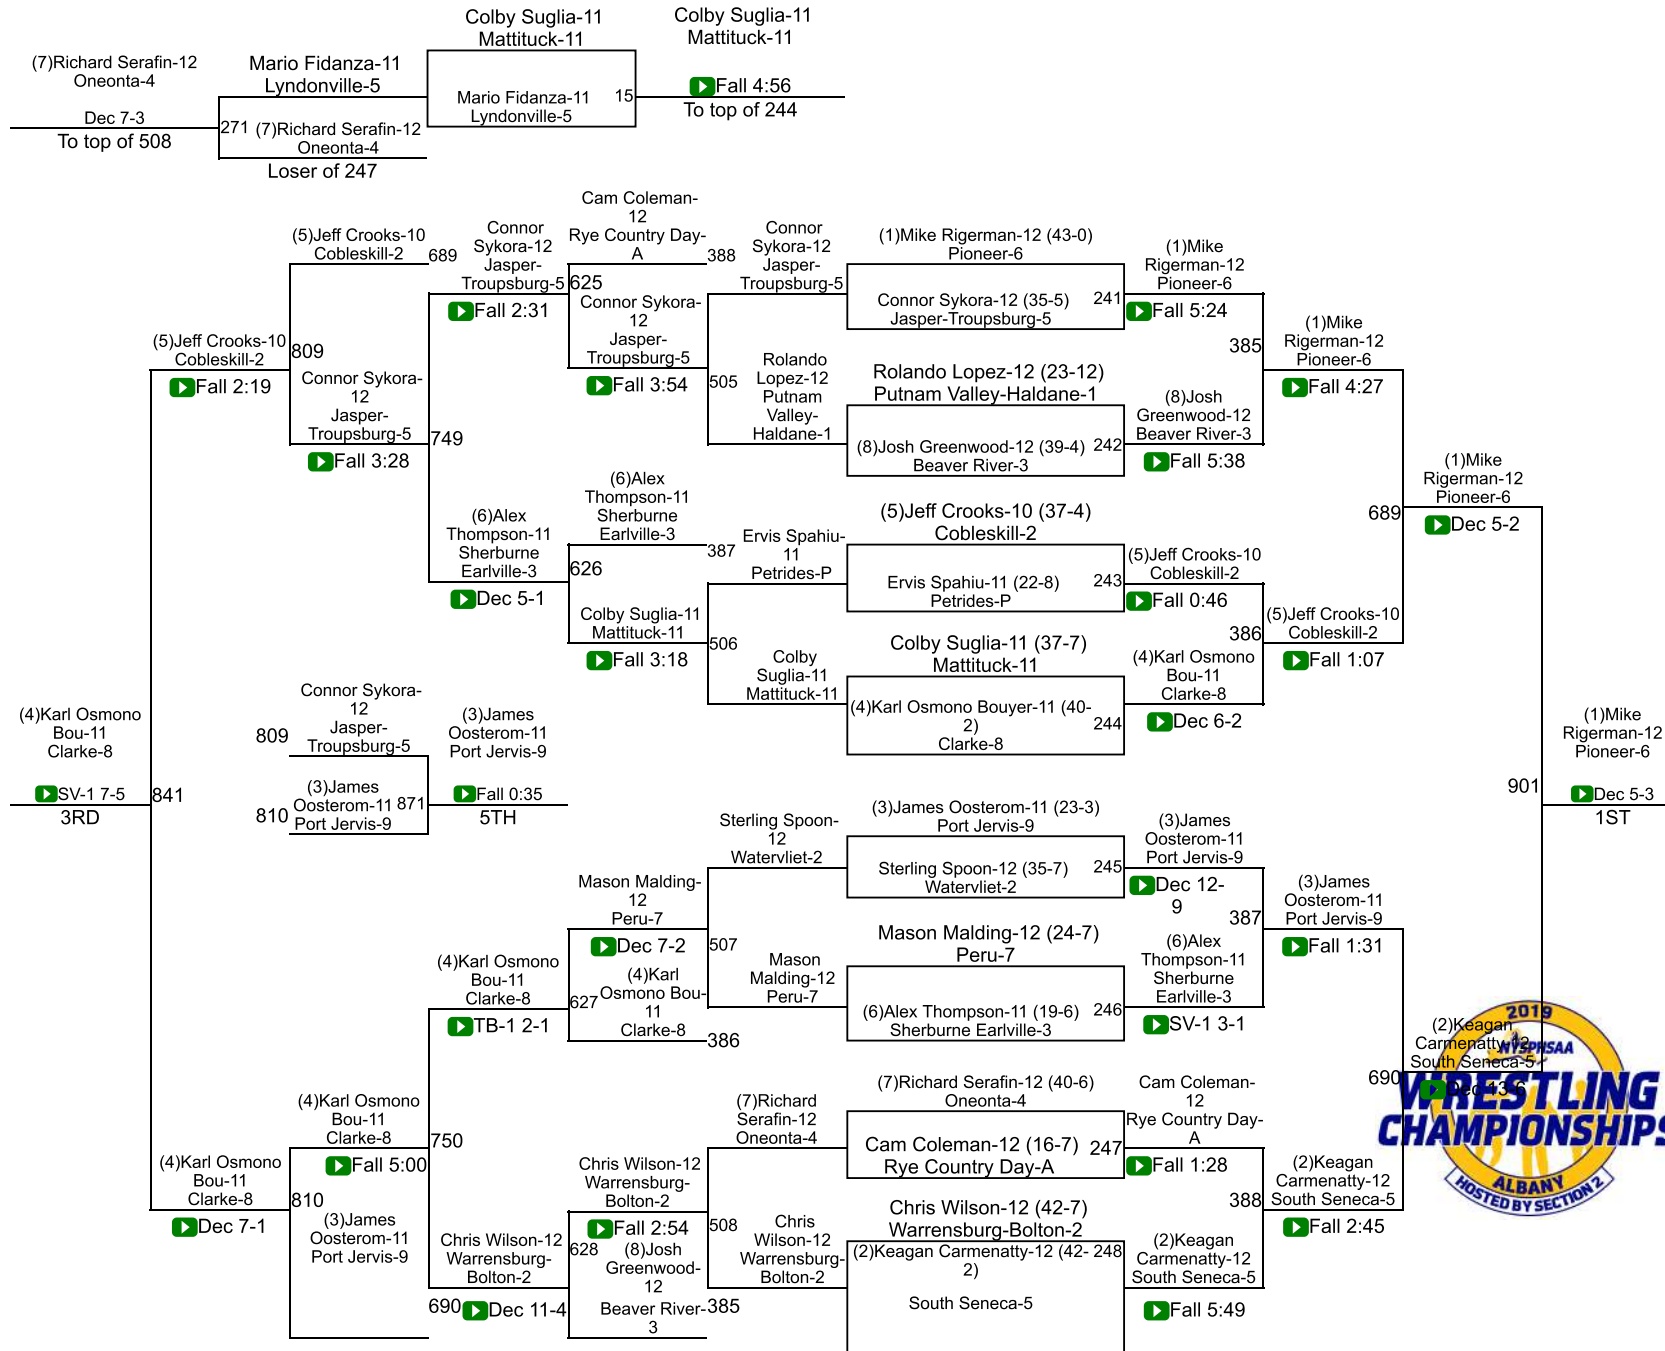 Colby Suglia-11
Mattituck-11
Colby Suglia-11
Mattituck-11
(7)Richard Serafin-12
Oneonta-4
Mario Fidanza-11
Lyndonville-5
Mario Fidanza-11
Lyndonville-5
15
Fall 4:56
To top of 244
Dec 7-3
To top of 508
271
(7)Richard Serafin-12
Oneonta-4
Loser of 247
(5)Jeff Crooks-10
Cobleskill-2
689
Connor
Sykora-12
Jasper-
Troupsburg-5
Fall 2:31
Cam Coleman-
12
Rye Country Day-
A
388
625
Connor Sykora-
12
Jasper-
Troupsburg-5
Fall 3:54
Connor
Sykora-12
Jasper-
Troupsburg-5
505
Rolando
Lopez-12
Putnam
Valley-
Haldane-1
(1)Mike Rigerman-12 (43-0)
Pioneer-6
Connor Sykora-12 (35-5)
Jasper-Troupsburg-5
241
(1)Mike
Rigerman-12
Pioneer-6
Fall 5:24
385
(1)Mike
Rigerman-12
Pioneer-6
Fall 4:27
Rolando Lopez-12 (23-12)
Putnam Valley-Haldane-1
(8)Josh Greenwood-12 (39-4)
Beaver River-3
242
(8)Josh
Greenwood-12
Beaver River-3
Fall 5:38
(5)Jeff Crooks-10
Cobleskill-2
Fall 2:19
809
Connor Sykora-
12
Jasper-
Troupsburg-5
Fall 3:28
749
(6)Alex
Thompson-11
Sherburne
Earlville-3
Dec 5-1
(6)Alex
Thompson-11
Sherburne
Earlville-3
387
626
Colby Suglia-11
Mattituck-11
Fall 3:18
Ervis Spahiu-
11
Petrides-P
506
Colby
Suglia-11
Mattituck-11
(5)Jeff Crooks-10 (37-4)
Cobleskill-2
Ervis Spahiu-11 (22-8)
Petrides-P
243
(5)Jeff Crooks-10
Cobleskill-2
Fall 0:46
386
(5)Jeff Crooks-10
Cobleskill-2
Fall 1:07
689
(1)Mike
Rigerman-12
Pioneer-6
Dec 5-2
Colby Suglia-11 (37-7)
Mattituck-11
(4)Karl Osmono Bouyer-11 (40-
2)
Clarke-8
244
(4)Karl Osmono
Bou-11
Clarke-8
Dec 6-2
(4)Karl Osmono
Bou-11
Clarke-8
SV-1 7-5
3RD
841
809
Connor Sykora-
12
Jasper-
Troupsburg-5
810
(3)James
Oosterom-11
Port Jervis-9
871
(3)James
Oosterom-11
Port Jervis-9
Fall 0:35
5TH
901
(1)Mike
Rigerman-12
Pioneer-6
Dec 5-3
1ST
Sterling Spoon-
12
Watervliet-2
(3)James Oosterom-11 (23-3)
Port Jervis-9
Sterling Spoon-12 (35-7)
Watervliet-2
245
(3)James
Oosterom-11
Port Jervis-9
Dec 12-
9
387
(3)James
Oosterom-11
Port Jervis-9
Fall 1:31
Mason Malding-
12
Peru-7
Dec 7-2
507
Mason
Malding-12
Peru-7
Mason Malding-12 (24-7)
Peru-7
(6)Alex Thompson-11 (19-6)
Sherburne Earlville-3
246
(6)Alex
Thompson-11
Sherburne
Earlville-3
SV-1 3-1
(4)Karl Osmono
Bou-11
Clarke-8
TB-1 2-1
627
(4)Karl
Osmono Bou-
11
Clarke-8
386
690
(2)Keagan
Carmenatty-12
South Seneca-5
Dec 13-6
2019
NYSPHSAA
WRESTLING
CHAMPIONSHIPS
ALBANY
HOSTED BY SECTION 2
(4)Karl Osmono
Bou-11
Clarke-8
Fall 5:00
750
(7)Richard
Serafin-12
Oneonta-4
(7)Richard Serafin-12 (40-6)
Oneonta-4
Cam Coleman-12 (16-7)
Rye Country Day-A
247
Cam Coleman-
12
Rye Country Day-
A
Fall 1:28
388
(2)Keagan
Carmenatty-12
South Seneca-5
Fall 2:45
(4)Karl Osmono
Bou-11
Clarke-8
Dec 7-1
810
(3)James
Oosterom-11
Port Jervis-9
Chris Wilson-12
Warrensburg-
Bolton-2
Fall 2:54
508
Chris
Wilson-12
Warrensburg-
Bolton-2
Chris Wilson-12 (42-7)
Warrensburg-Bolton-2
(2)Keagan Carmenatty-12 (42-
2)
South Seneca-5
248
(2)Keagan
Carmenatty-12
South Seneca-5
Fall 5:49
Chris Wilson-12
Warrensburg-
Bolton-2
690
Dec 11-4
628
(8)Josh
Greenwood-
12
Beaver River-
3
385